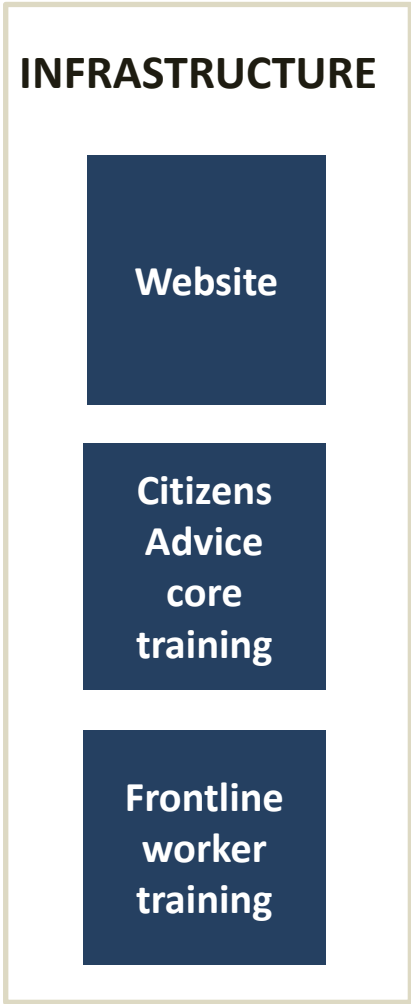 INFRASTRUCTURE
Website
Citizens
Advice
core
training
Frontline
worker
training